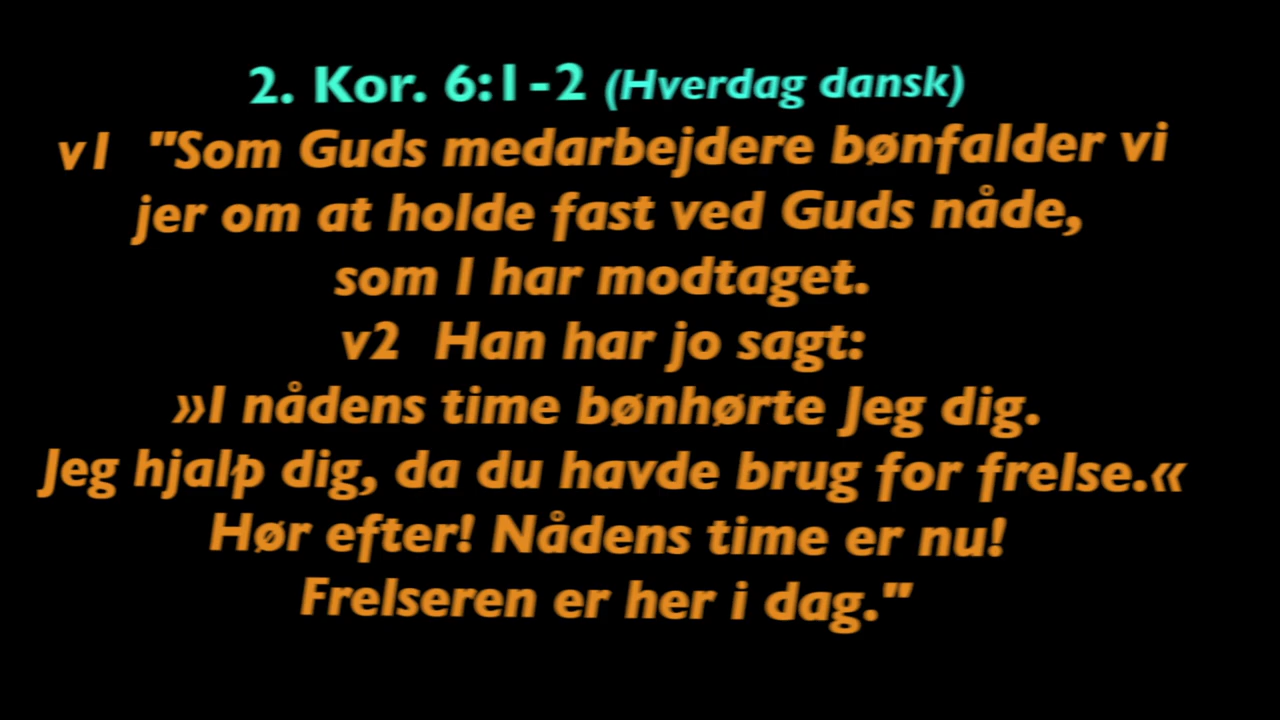 2. Kor. 6:1-2 (Hverdag dansk)
v1 "Som Guds medarbejdere bønfalder vi
jer om at holde fast ved Guds nåde,
som I har modtaget.
v2 Han har jo sagt:
»I nådens time bønhørte Jeg dig.
Jeg hjalp dig, da du havde brug for frelse.«
Hør efter! Nådens time er nu!
Frelseren er her i dag."